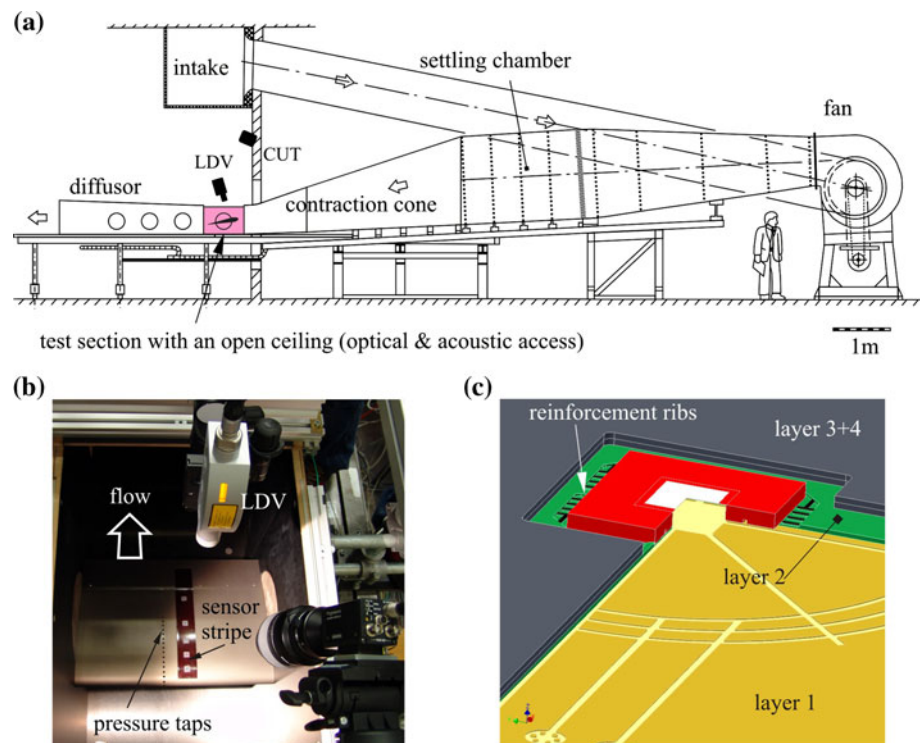 (a)
intake
settling chamber
fan
LDV
CUT
diffusor
contraction cone
test section with an open ceiling (optical & acoustic access)
1m
(b)
flow
LDV
sensor
stripe
pressure taps
(c)
reinforcement ribs
layer 3+4
layer 2
layer 1